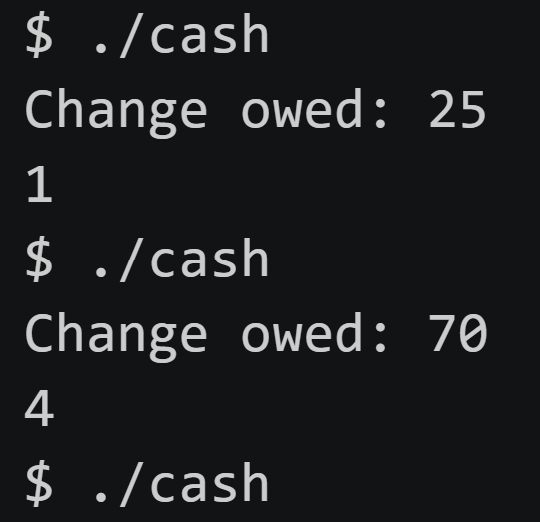 $ ./cash
Change owed: 25
1
$ ./cash
Change owed: 70
4
$ ./cash